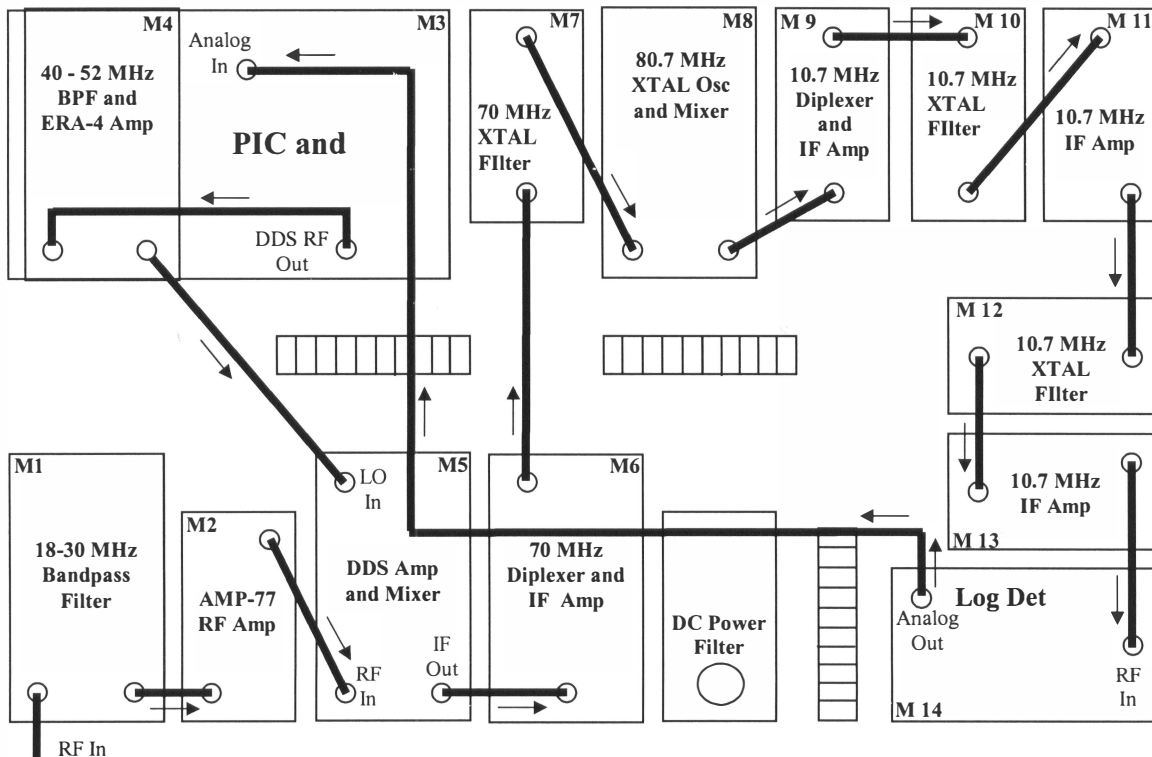 M4
40 - 52 MHz
BPF and
ERA-4 Amp
M3
Analog
In
PIC and
DDS RF
Out
M7
70 MHz
XTAL
FIlter
M8
80.7 MHz
XTAL Osc
and Mixer
M 9
10.7 MHz
Diplexer
and
IF Amp
M 10
10.7 MHz
XTAL
FIlter
M 11
10.7 MHz
IF Amp
M 12
10.7 MHz
XTAL
FIlter
10.7 MHz
IF Amp
M 13
M1
18-30 MHz
Bandpass
Filter
RF In
M2
AMP-77
RF Amp
M5
LO
In
DDS Amp
and Mixer
RF
In
IF
Out
M6
70 MHz
Diplexer and
IF Amp
DC Power
Filter
Log Det
Analog
Out
RF
In
M 14